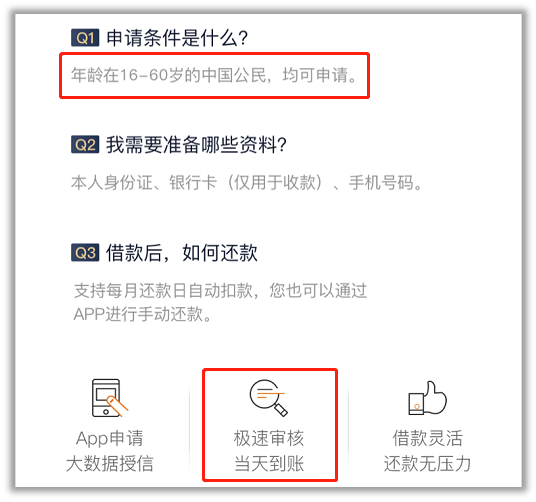 Q1 申请条件是什么?
年龄在16-60岁的中国公民，均可申请。
Q2 我需要准备哪些资料?
本人身份证、银行卡（仅用于收款）、手机号码。
Q3 借款后，如何还款
支持每月还款日自动扣款，您也可以通过
APP进行手动还款。
App申请
大数据授信
极速审核
当天到账
借款灵活
还款无压力